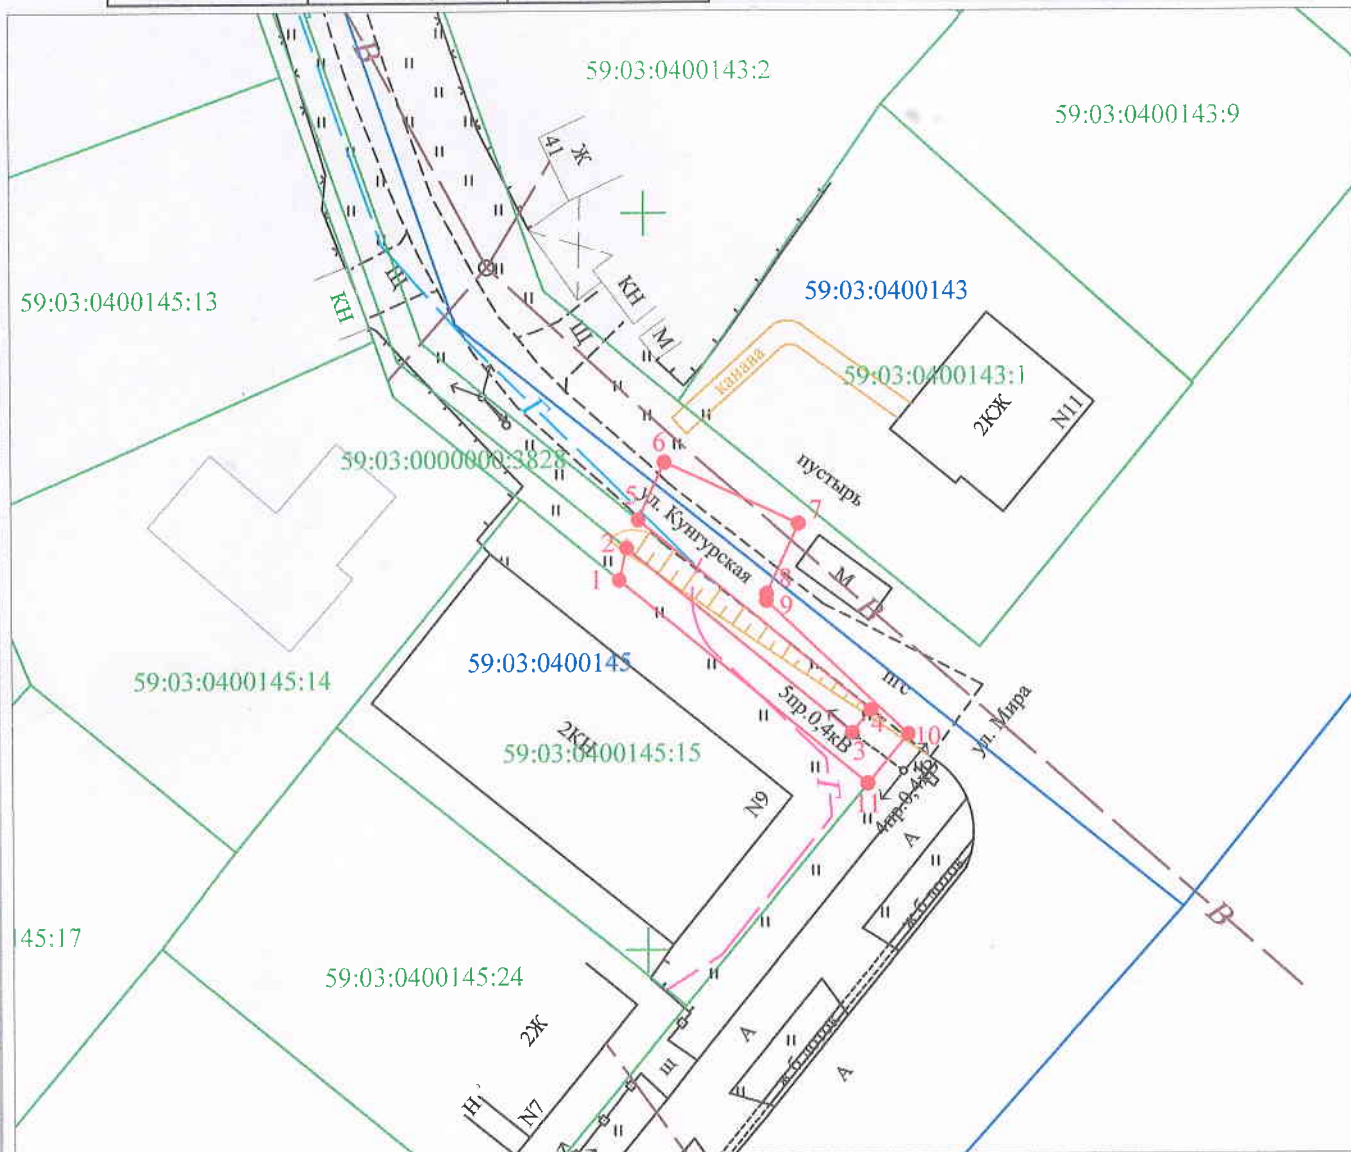 В
59:03:0400143:2
59:03:0400143:9
41
Ж
Щ
59:03:0400145:13
КН
КН
59:03:0400143
Щ
М
канава
59:03:0400143:1
2КЖ
N11
Г
59:03:0000000:3828
6
пустырь
5
7
ул. Кунгурская
2
1
8
9
М
В
59:03:0400145
59:03:0400145:14
пгс
5пр.0,4кВ
4
3
10
ул. Мира
2КЦ
59:03:0400145:15
11
Г
4пр.0,4кВ
N9
А
ж.б лоток
В
45:17
59:03:0400145:24
2Ж
А
ж.б лоток
щ
А
Н
N7